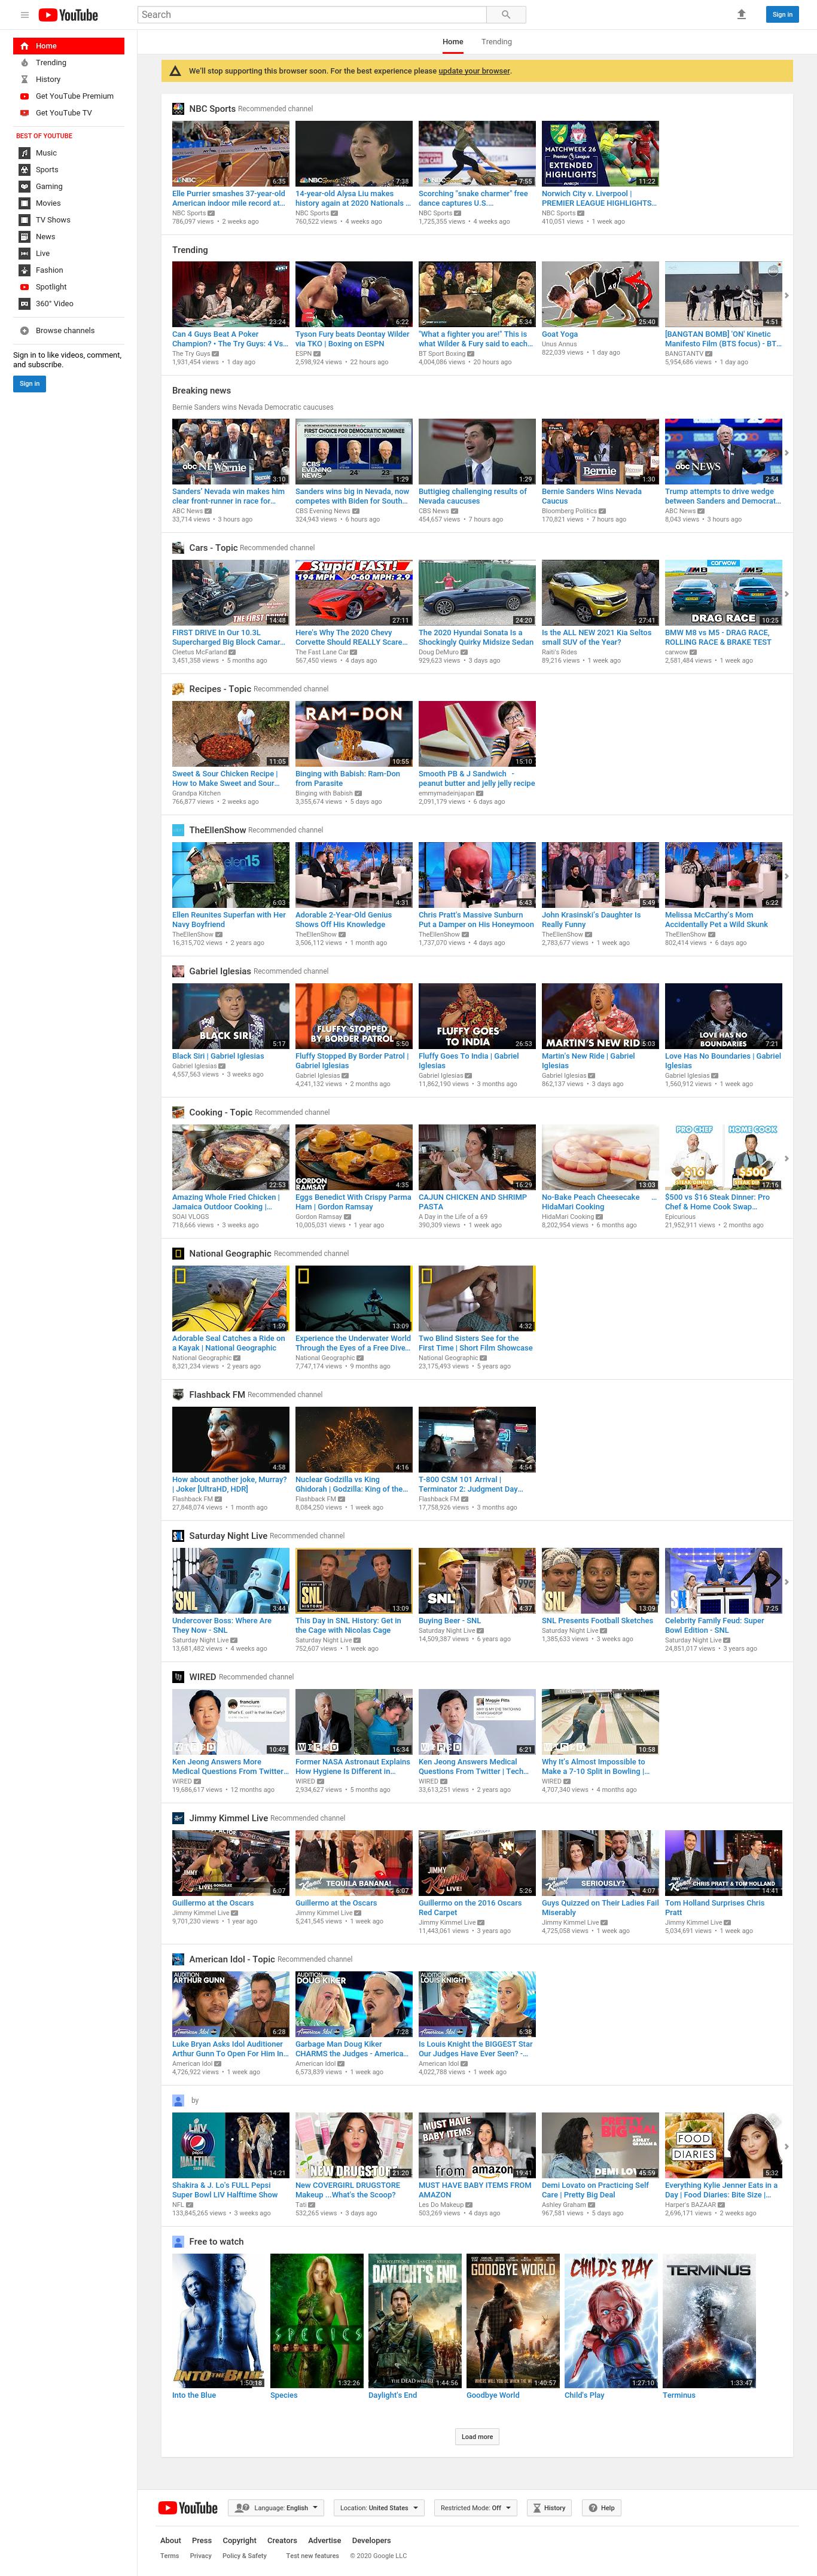 YouTube
Search
Sign in
Home
Trending
History
Get YouTube Premium
Get YouTube TV
BEST OF YOUTUBE
Music
Sports
Gaming
Movies
TV Shows
News
Live
Fashion
Spotlight
360° Video
Browse channels
Sign in to like videos, comment,
and subscribe.
Sign in
Home Trending
We'll stop supporting this browser soon. For the best experience please update your browser.
NBC Sports Recommended channel
6:35 7:38 7:55 11:22
Norwich City v. Liverpool |
Elle Purrier smashes 37-year-old
American indoor mile record at...
NBC Sports
786,097 views • 2 weeks ago
14-year-old Alysa Liu makes
history again at 2020 Nationals ...
NBC Sports
760,522 views • 4 weeks ago
Scorching "snake charmer" free
dance captures U.S....
NBC Sports
1,725,355 views • 4 weeks ago
MATCHWEEK 26
EXTENDED
HIGHLIGHTS
PREMIER LEAGUE HIGHLIGHTS...
NBC Sports
410,051 views • 1 week ago
Trending
23:24
Can 4 Guys Beat A Poker
Champion? • The Try Guys: 4 Vs...
The Try Guys
1,931,454 views • 1 day ago
6:22
Tyson Fury beats Deontay Wilder
via TKO | Boxing on ESPN
ESPN
2,598,924 views • 22 hours ago
5:34
"What a fighter you are!" This is
what Wilder & Fury said to each...
BT Sport Boxing
4,004,086 views • 20 hours ago
25:40
Goat Yoga
Unus Annus
822,039 views • 1 day ago
4:51
[BANGTAN BOMB] 'ON' Kinetic
Manifesto Film (BTS focus) - BT...
BANGTANTV
5,954,686 views • 1 day ago
Breaking news
Bernie Sanders wins Nevada Democratic caucuses
abc NEWS
3:10
Sanders' Nevada win makes him
clear front-runner in race for...
ABC News
33,714 views • 3 hours ago
FIRST CHOICE FOR DEMOCRATIC NOMINEE
CBS
EVENING
NEWS
1:29
Sanders wins big in Nevada, now
competes with Biden for South...
CBS Evening News
324,943 views • 6 hours ago
1:29
Buttigieg challenging results of
Nevada caucuses
CBS News
454,657 views • 7 hours ago
Bernie
1:30
Bernie Sanders Wins Nevada
Caucus
Bloomberg Politics
170,821 views • 7 hours ago
abc NEWS
2:54
Trump attempts to drive wedge
between Sanders and Democrat...
ABC News
8,043 views • 3 hours ago
Cars - Topic Recommended channel
THE FIRST
14:48
FIRST DRIVE In Our 10.3L
Supercharged Big Block Camar...
Cleetus McFarland
3,451,358 views • 5 months ago
Stupid FAST!
194 MPH 0-60 MPH: 2.9
27:11
Here's Why The 2020 Chevy
Corvette Should REALLY Scare...
The Fast Lane Car
567,450 views • 4 days ago
24:20
The 2020 Hyundai Sonata Is a
Shockingly Quirky Midsize Sedan
Doug DeMuro
929,623 views • 3 days ago
27:41
Is the ALL NEW 2021 Kia Seltos
small SUV of the Year?
Raiti's Rides
89,216 views • 1 week ago
carwow
M8 M5
DRAG RACE
10:25
BMW M8 vs M5 - DRAG RACE,
ROLLING RACE & BRAKE TEST
carwow
2,581,484 views • 1 week ago
Recipes - Topic Recommended channel
11:05
Sweet & Sour Chicken Recipe |
How to Make Sweet and Sour...
Grandpa Kitchen
766,877 views • 2 weeks ago
RAM-DON
10:55
Binging with Babish: Ram-Don
from Parasite
Binging with Babish
3,355,674 views • 5 days ago
15:10
Smooth PB & J Sandwich -
peanut butter and jelly jelly recipe
emmymadeinjapan
2,091,179 views • 6 days ago
TheEllenShow Recommended channel
ellen15
6:03
Ellen Reunites Superfan with Her
Navy Boyfriend
TheEllenShow
16,315,702 views • 2 years ago
4:31
Adorable 2-Year-Old Genius
Shows Off His Knowledge
TheEllenShow
3,506,112 views • 1 month ago
6:43
Chris Pratt's Massive Sunburn
Put a Damper on His Honeymoon
TheEllenShow
1,737,070 views • 4 days ago
5:49
John Krasinski's Daughter Is
Really Funny
TheEllenShow
2,783,677 views • 1 week ago
6:22
Melissa McCarthy's Mom
Accidentally Pet a Wild Skunk
TheEllenShow
802,414 views • 6 days ago
Gabriel Iglesias Recommended channel
BLACK SIRI
5:17
Black Siri | Gabriel Iglesias
Gabriel Iglesias
4,557,563 views • 3 weeks ago
FLUFFY STOPPED
BY BORDER PATROL
5:50
Fluffy Stopped By Border Patrol |
Gabriel Iglesias
Gabriel Iglesias
4,241,132 views • 2 months ago
FLUFFY GOES
TO INDIA
26:53
Fluffy Goes To India | Gabriel
Iglesias
Gabriel Iglesias
11,862,190 views • 3 months ago
MARTIN'S NEW RID
5:03
Martin's New Ride | Gabriel
Iglesias
Gabriel Iglesias
862,137 views • 3 days ago
LOVE HAS NO
BOUNDARIES
7:21
Love Has No Boundaries | Gabriel
Iglesias
Gabriel Iglesias
1,560,912 views • 1 week ago
Cooking - Topic Recommended channel
22:53
Amazing Whole Fried Chicken |
Jamaica Outdoor Cooking |...
SOAI VLOGS
718,666 views • 3 weeks ago
GORDON
RAMSAY
4:35
Eggs Benedict With Crispy Parma
Ham | Gordon Ramsay
Gordon Ramsay
10,005,031 views • 1 year ago
16:29
CAJUN CHICKEN AND SHRIMP
PASTA
A Day in the Life of a 69
390,309 views • 1 week ago
13:03
No-Bake Peach Cheesecake ...
HidaMari Cooking
HidaMari Cooking
8,202,954 views • 6 months ago
PRO CHEF HOME COOK
$16 $500
17:16
$500 vs $16 Steak Dinner: Pro
Chef & Home Cook Swap...
Epicurious
21,952,911 views • 2 months ago
National Geographic Recommended channel
1:59
Adorable Seal Catches a Ride on
a Kayak | National Geographic
National Geographic
8,321,234 views • 2 years ago
13:09
Experience the Underwater World
Through the Eyes of a Free Dive...
National Geographic
7,747,174 views • 9 months ago
4:32
Two Blind Sisters See for the
First Time | Short Film Showcase
National Geographic
23,175,493 views • 5 years ago
Flashback FM Recommended channel
4:58
How about another joke, Murray?
| Joker [UltraHD, HDR]
Flashback FM
27,848,074 views • 1 month ago
4:16
Nuclear Godzilla vs King
Ghidorah | Godzilla: King of the...
Flashback FM
8,084,250 views • 1 week ago
4:54
T-800 CSM 101 Arrival |
Terminator 2: Judgment Day...
Flashback FM
17,758,926 views • 3 months ago
Saturday Night Live Recommended channel
SNL
3:44
Undercover Boss: Where Are
They Now - SNL
Saturday Night Live
13,681,482 views • 4 weeks ago
SNL
HISTORY
13:09
This Day in SNL History: Get in
the Cage with Nicolas Cage
Saturday Night Live
752,607 views • 1 week ago
SNL
4:37
Buying Beer - SNL
Saturday Night Live
14,509,387 views • 6 years ago
SNL
13:09
SNL Presents Football Sketches
Saturday Night Live
1,385,633 views • 3 weeks ago
7:25
Celebrity Family Feud: Super
Bowl Edition - SNL
Saturday Night Live
24,851,017 views • 3 years ago
WIRED Recommended channel
francium
WIRED
10:49
Ken Jeong Answers More
Medical Questions From Twitter...
WIRED
19,686,617 views • 12 months ago
WIRED
16:34
Former NASA Astronaut Explains
How Hygiene Is Different in...
WIRED
2,934,627 views • 5 months ago
Maggie Pitts
WIRED
6:21
Ken Jeong Answers Medical
Questions From Twitter | Tech...
WIRED
33,613,251 views • 2 years ago
WIRED
10:58
Why It's Almost Impossible to
Make a 7-10 Split in Bowling |...
WIRED
4,707,340 views • 4 months ago
Jimmy Kimmel Live Recommended channel
JIMMY
6:07
Guillermo at the Oscars
Jimmy Kimmel Live
9,701,230 views • 1 year ago
TEQUILA BANANA!
6:07
Guillermo at the Oscars
Jimmy Kimmel Live
5,241,545 views • 1 week ago
JIMMY
LIVE!
5:26
Guillermo on the 2016 Oscars
Red Carpet
Jimmy Kimmel Live
11,443,061 views • 3 years ago
SERIOUSLY?
4:07
Guys Quizzed on Their Ladies Fail
Miserably
Jimmy Kimmel Live
4,725,058 views • 1 week ago
CHRIS PRATT & TOM HOLLAND
14:41
Tom Holland Surprises Chris
Pratt
Jimmy Kimmel Live
5,034,691 views • 1 week ago
American Idol - Topic Recommended channel
AUDITION
ARTHUR GUNN
American Idol
6:28
Luke Bryan Asks Idol Auditioner
Arthur Gunn To Open For Him In...
American Idol
4,726,922 views • 1 week ago
AUDITION
DOUG KIKER
American Idol
7:28
Garbage Man Doug Kiker
CHARMS the Judges - America...
American Idol
6,573,839 views • 1 week ago
AUDITION
LOUIS KNIGHT
American Idol
6:38
Is Louis Knight the BIGGEST Star
Our Judges Have Ever Seen? -...
American Idol
4,022,788 views • 1 week ago
by
LIV
pepsi
HALFTIME
14:21
Shakira & J. Lo's FULL Pepsi
Super Bowl LIV Halftime Show
NFL
133,845,265 views • 3 weeks ago
NEW DRUGSTOR
21:20
New COVERGIRL DRUGSTORE
Makeup ...What's the Scoop?
Tati
532,265 views • 3 days ago
MUST HAVE
BABY ITEMS
from amazon
19:41
MUST HAVE BABY ITEMS FROM
AMAZON
Les Do Makeup
503,269 views • 4 days ago
PRETTY
BIG DEAL
DEMI LOV
45:59
Demi Lovato on Practicing Self
Care | Pretty Big Deal
Ashley Graham
967,581 views • 5 days ago
FOOD
DIARIES
5:32
Everything Kylie Jenner Eats in a
Day | Food Diaries: Bite Size |...
Harper's BAZAAR
2,696,171 views • 2 weeks ago
Free to watch
INTO THE BLUE
1:50:18
Into the Blue
SPECIES
1:32:26
Species
DAYLIGHT'S END
1:44:56
Daylight's End
GOODBYE WORLD
1:40:57
Goodbye World
CHILD'S PLAY
1:27:10
Child's Play
TERMINUS
1:33:47
Terminus
Load more
YouTube
Language: English
Location: United States
Restricted Mode: Off
History
Help
About Press Copyright Creators Advertise Developers
Terms Privacy Policy & Safety Test new features © 2020 Google LLC